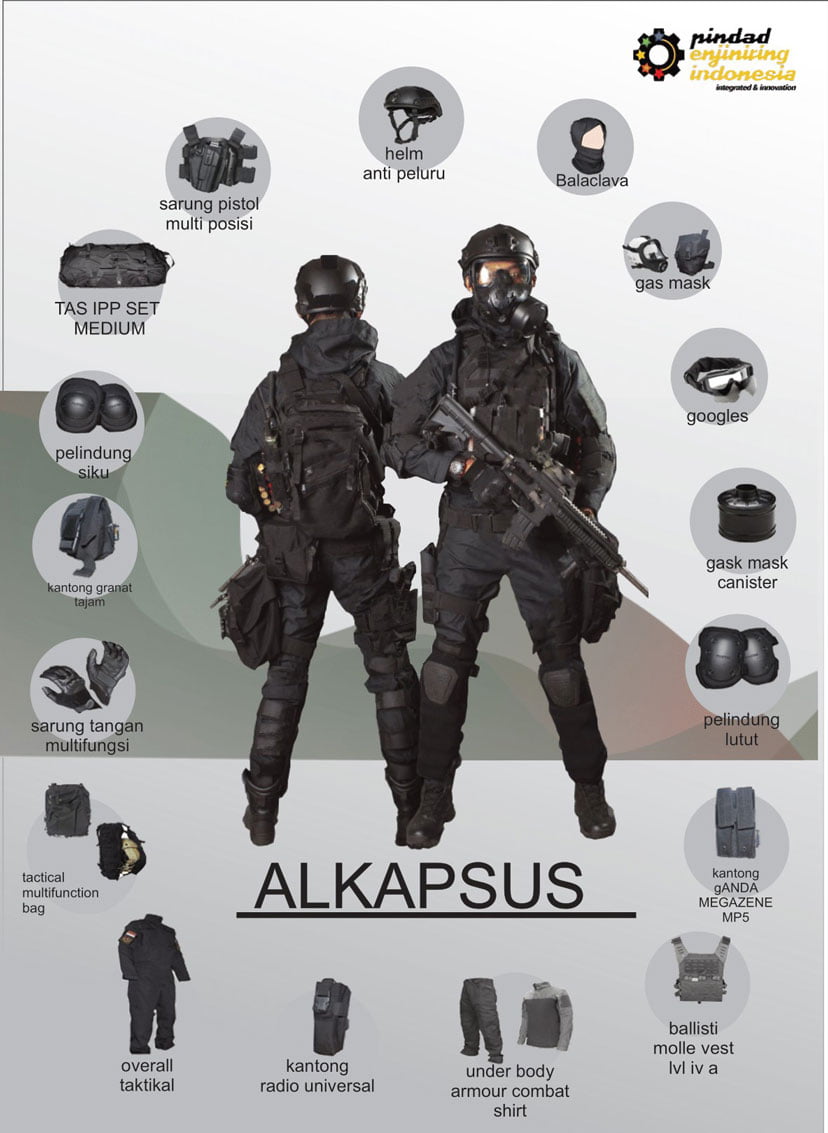 pindad
enjiniring
indonesia
integrated & innovation
helm
anti peluru
Balaclava
sarung pistol
multi posisi
gas mask
TAS IPP SET
MEDIUM
googles
pelindung
siku
gask mask
canister
kantong granat
tajam
pelindung
lutut
sarung tangan
multifungsi
tactical
multifunction
bag
kantong
gANDA
MEGAZENE
MP5
ALKAPSUS
overall
taktikal
kantong
radio universal
under body
armour combat
shirt
ballisti
molle vest
lvl iv a